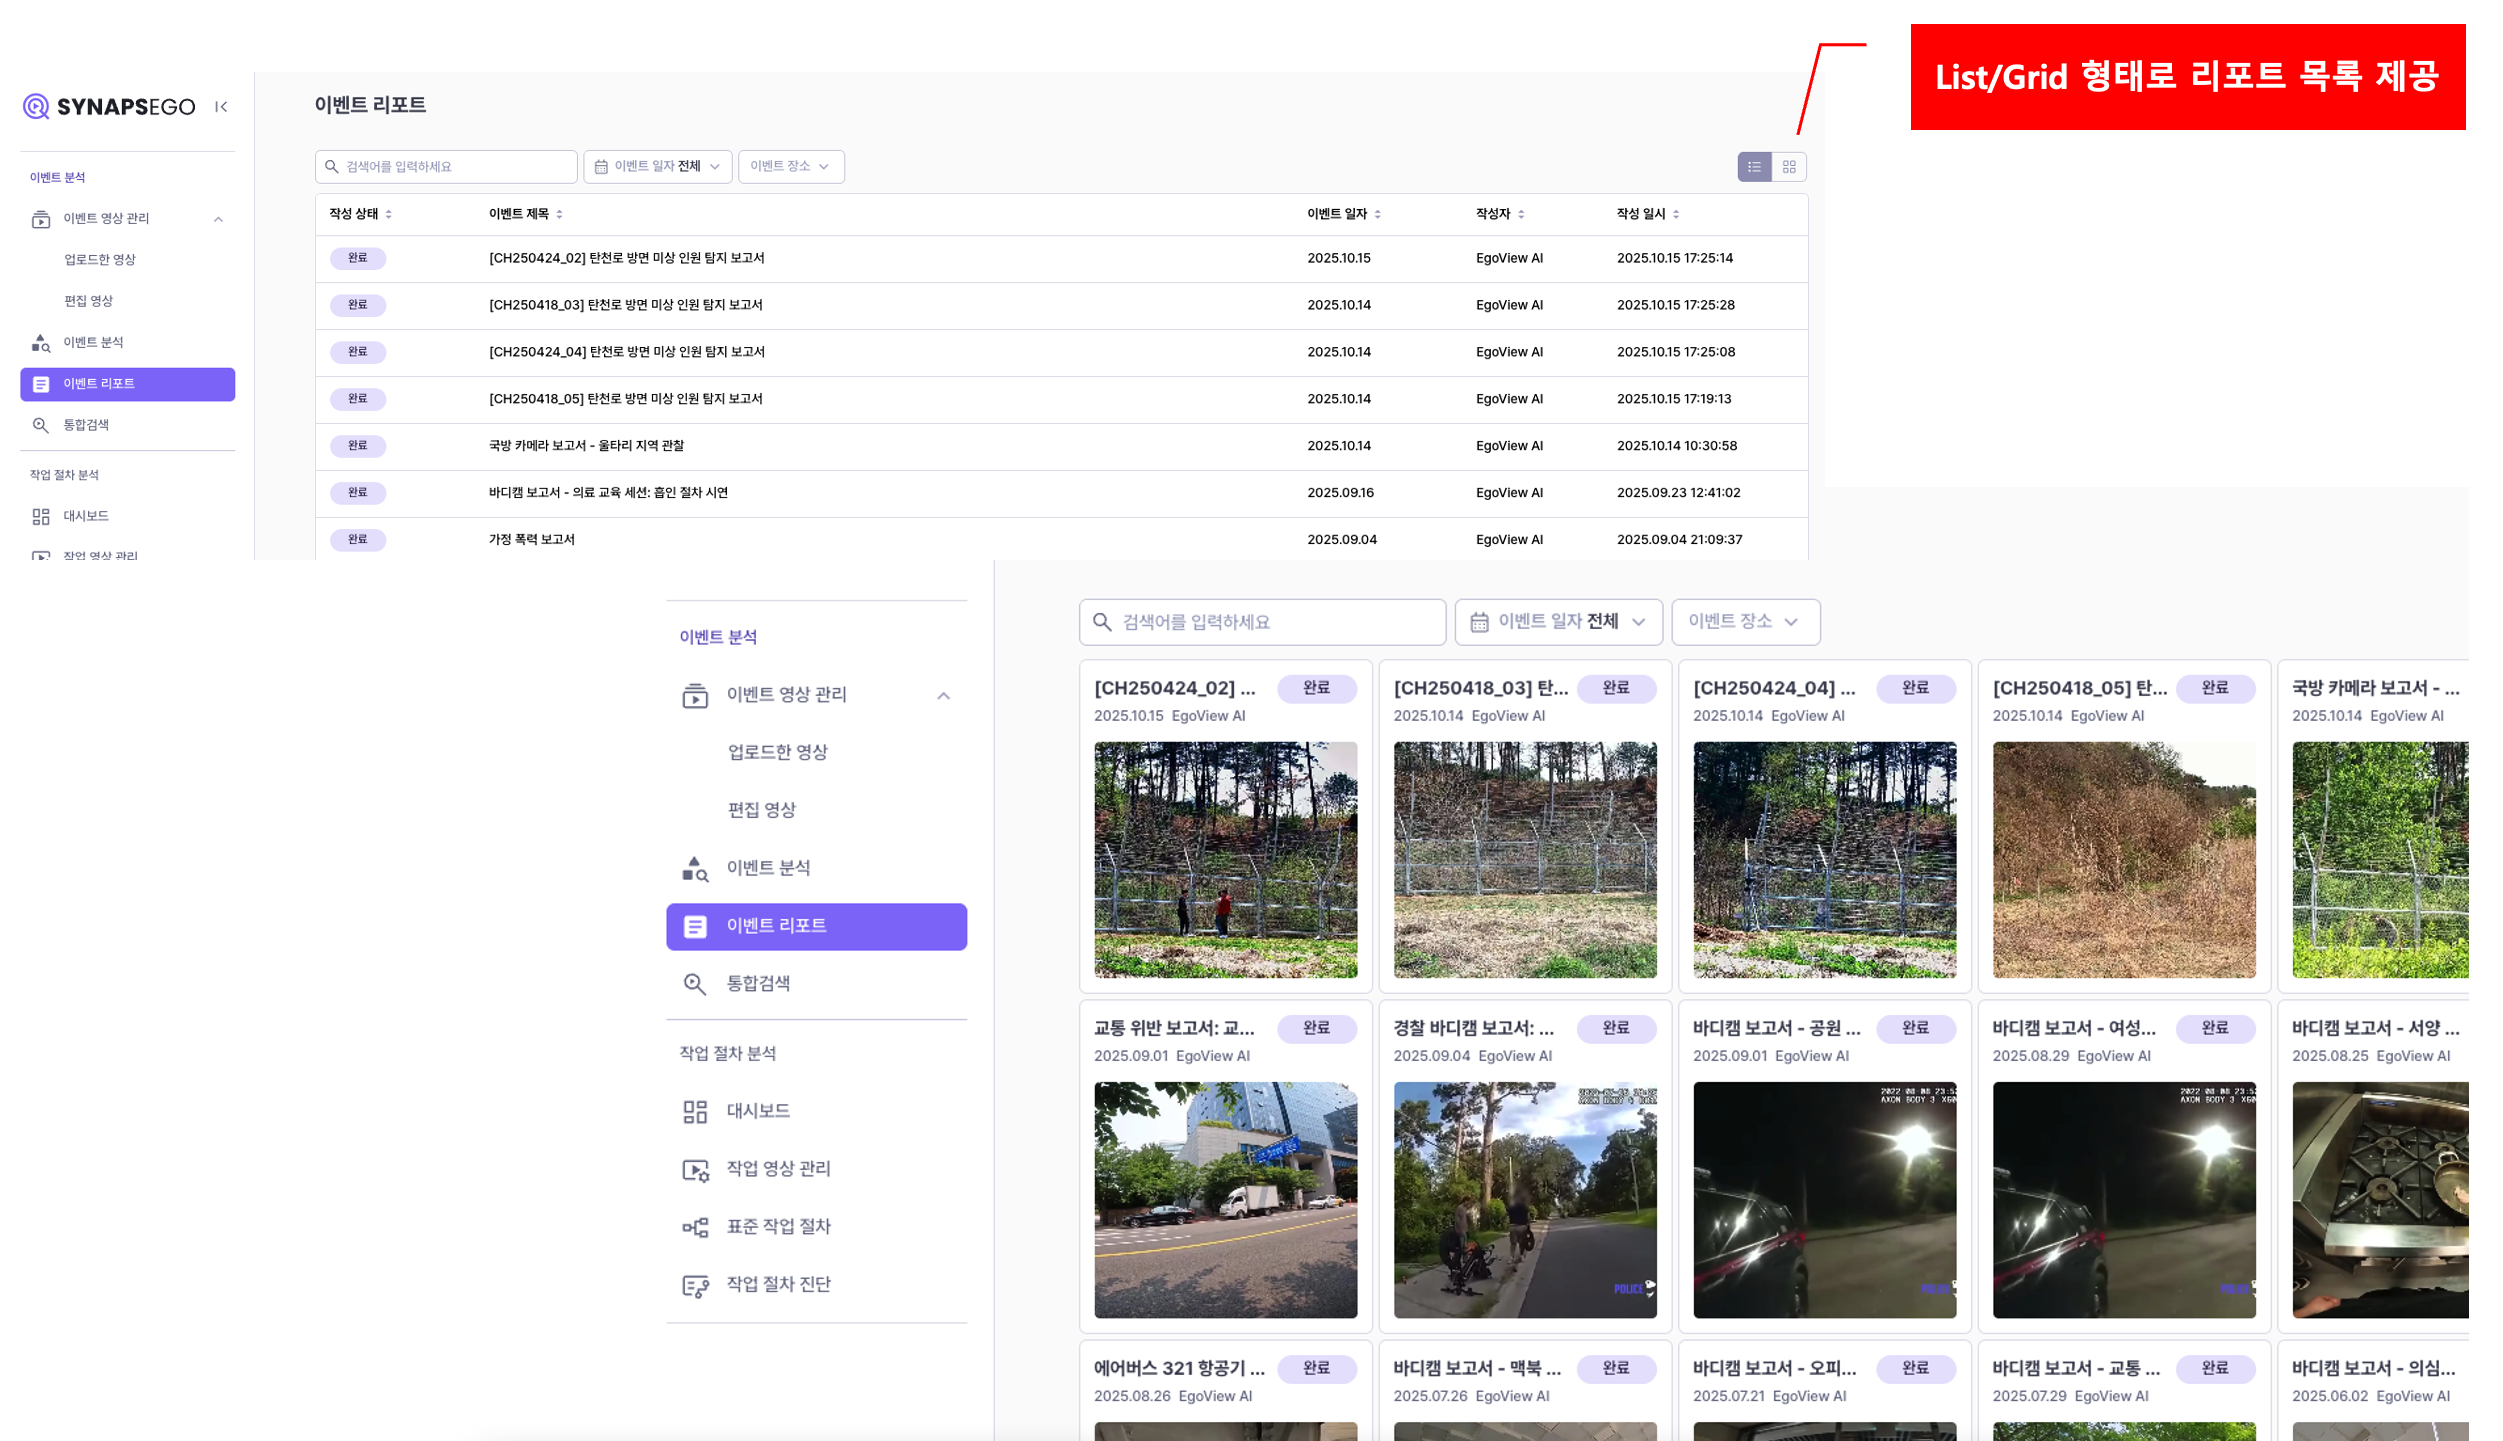 List/Grid 형태로 리포트 목록 제공
SYNAPSEGO
이벤트 분석
이벤트 영상 관리
업로드한 영상
편집 영상
이벤트 분석
이벤트 리포트
통합검색
작업 절차 분석
대시보드
작업 영상 관리
이벤트 리포트
검색어를 입력하세요 이벤트 일자 전체 이벤트 장소
작성 상태 이벤트 제목 이벤트 일자 작성자 작성 일시
완료 [CH250424_02] 탄천로 방면 미상 인원 탐지 보고서 2025.10.15 EgoView AI 2025.10.15 17:25:14
완료 [CH250418_03] 탄천로 방면 미상 인원 탐지 보고서 2025.10.14 EgoView AI 2025.10.15 17:25:28
완료 [CH250424_04] 탄천로 방면 미상 인원 탐지 보고서 2025.10.14 EgoView AI 2025.10.15 17:25:08
완료 [CH250418_05] 탄천로 방면 미상 인원 탐지 보고서 2025.10.14 EgoView AI 2025.10.15 17:19:13
완료 국방 카메라 보고서 - 울타리 지역 관찰 2025.10.14 EgoView AI 2025.10.14 10:30:58
완료 바디캠 보고서 - 의료 교육 세션: 흡인 절차 시연 2025.09.16 EgoView AI 2025.09.23 12:41:02
완료 가정 폭력 보고서 2025.09.04 EgoView AI 2025.09.04 21:09:37
이벤트 분석
이벤트 영상 관리
업로드한 영상
편집 영상
이벤트 분석
이벤트 리포트
통합검색
작업 절차 분석
대시보드
작업 영상 관리
표준 작업 절차
작업 절차 진단
검색어를 입력하세요 이벤트 일자 전체 이벤트 장소
[CH250424_02] ... 완료 [CH250418_03] 탄... 완료 [CH250424_04] ... 완료 [CH250418_05] 탄... 완료 국방 카메라 보고서 - ...
2025.10.15 EgoView AI 2025.10.14 EgoView AI 2025.10.14 EgoView AI 2025.10.14 EgoView AI 2025.10.14 EgoView AI
교통 위반 보고서: 교... 완료 경찰 바디캠 보고서: ... 완료 바디캠 보고서 - 공원 ... 완료 바디캠 보고서 - 여성... 완료 바디캠 보고서 - 서양 ...
2025.09.01 EgoView AI 2025.09.04 EgoView AI 2025.09.01 EgoView AI 2025.08.29 EgoView AI 2025.08.25 EgoView AI
AXON BODY 3
AXON BODY 3
POLICE
에어버스 321 항공기 ... 완료 바디캠 보고서 - 맥북 ... 완료 바디캠 보고서 - 오피... 완료 바디캠 보고서 - 교통 ... 완료 바디캠 보고서 - 의심...
2025.08.26 EgoView AI 2025.07.26 EgoView AI 2025.07.21 EgoView AI 2025.07.29 EgoView AI 2025.06.02 EgoView AI